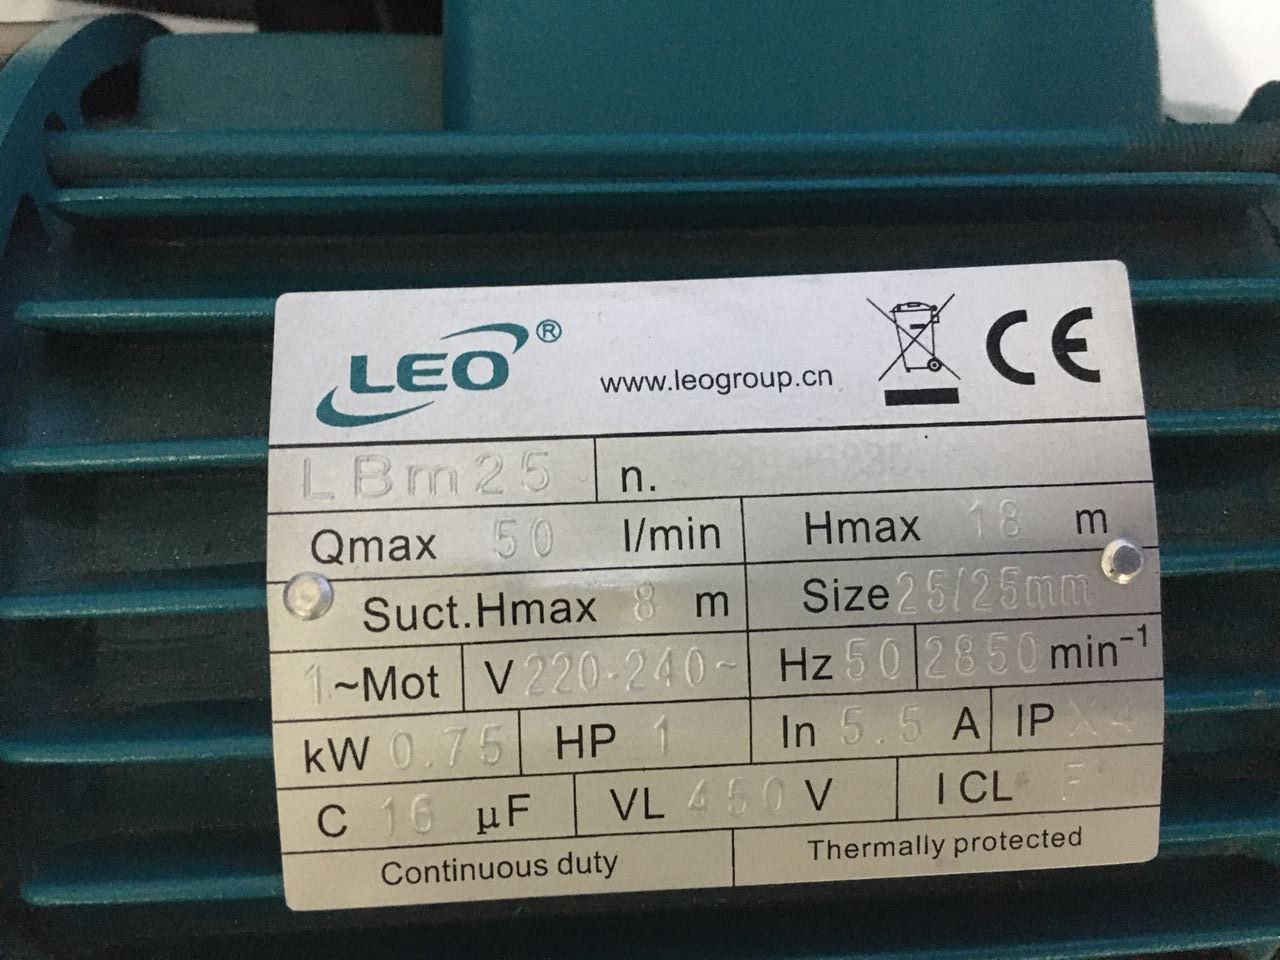 LEO®
www.leogroup.cn
CE
LBm25 n.
Qmax 50 l/min Hmax 18 m
Suct.Hmax 8 m Size 25/25mm
1~Mot V 220-240~ Hz 50 2850 min⁻¹
kW 0.75 HP 1 In 5.5 A IP X4
C 16 µF VL 450 V I CL F
Continuous duty Thermally protected